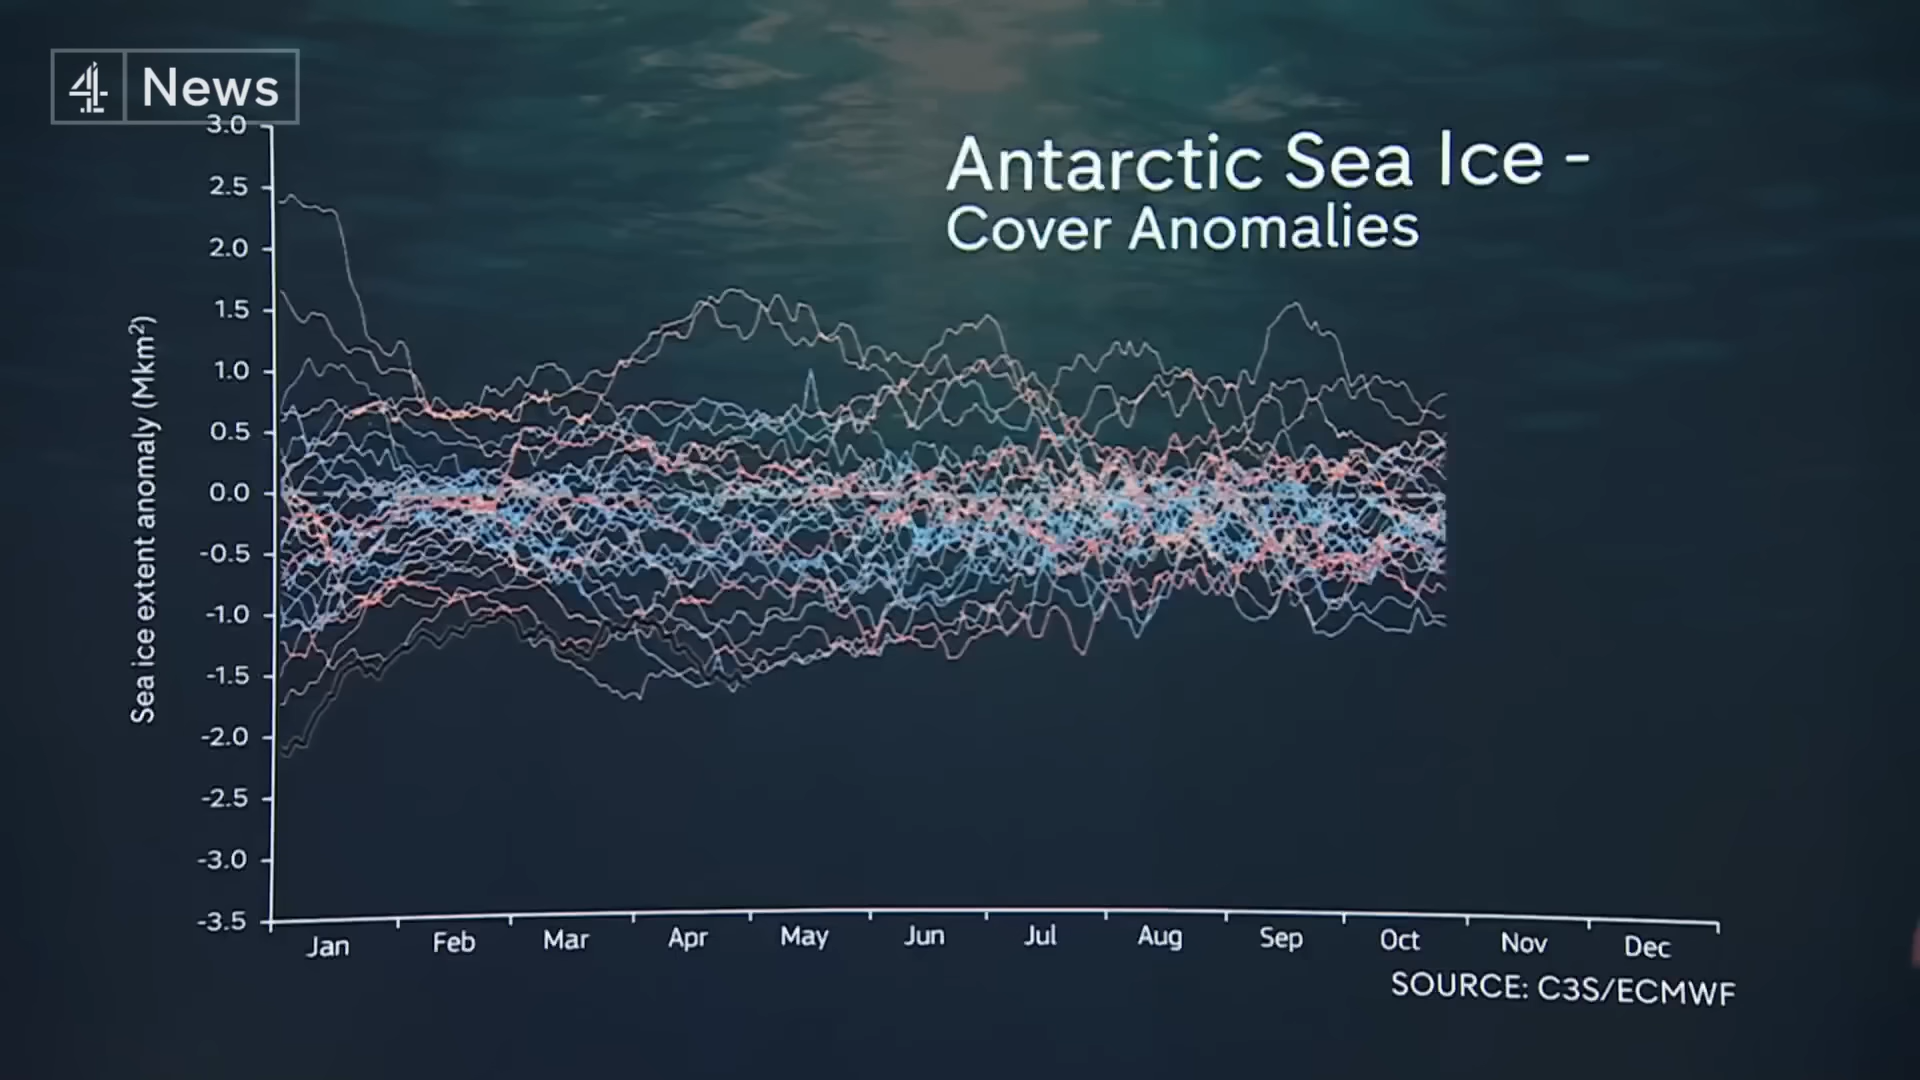 4 News
Antarctic Sea Ice -
Cover Anomalies
Sea ice extent anomaly (Mkm²)
3.0
2.5
2.0
1.5
1.0
0.5
0.0
-0.5
-1.0
-1.5
-2.0
-2.5
-3.0
-3.5
Jan Feb Mar Apr May Jun Jul Aug Sep Oct Nov Dec
SOURCE: C3S/ECMWF